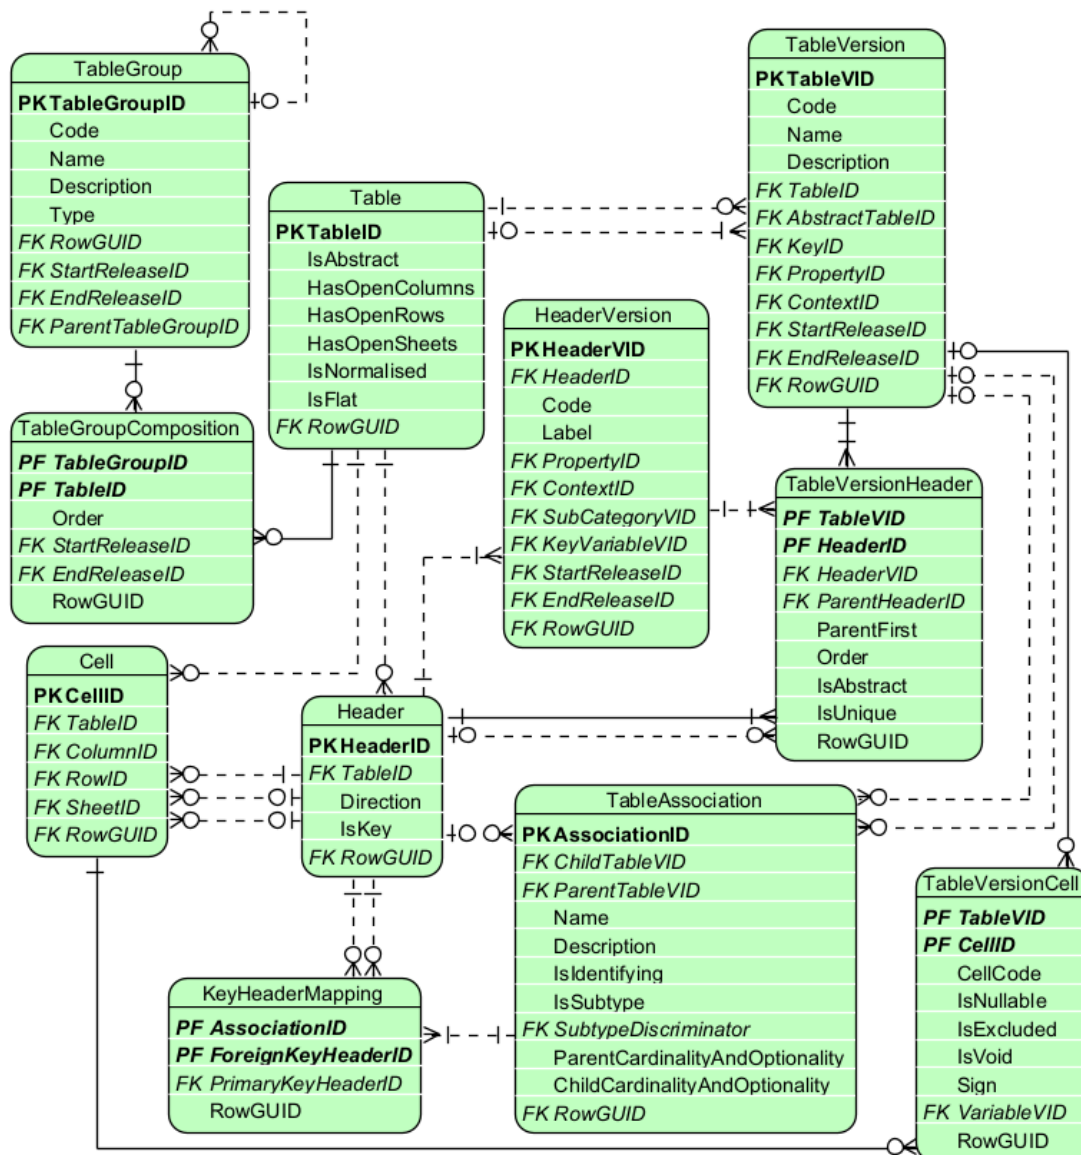 TableGroup
PK TableGroupID
Code
Name
Description
Type
FK RowGUID
FK StartReleaseID
FK EndReleaseID
FK ParentTableGroupID
TableVersion
PK TableVID
Code
Name
Description
FK TableID
FK AbstractTableID
FK KeyID
FK PropertyID
FK ContextID
FK StartReleaseID
FK EndReleaseID
FK RowGUID
Table
PK TableID
IsAbstract
HasOpenColumns
HasOpenRows
HasOpenSheets
IsNormalised
IsFlat
FK RowGUID
HeaderVersion
PK HeaderVID
FK HeaderID
Code
Label
FK PropertyID
FK ContextID
FK SubCategoryVID
FK KeyVariableVID
FK StartReleaseID
FK EndReleaseID
FK RowGUID
TableGroupComposition
PF TableGroupID
PF TableID
Order
FK StartReleaseID
FK EndReleaseID
RowGUID
TableVersionHeader
PF TableVID
PF HeaderID
FK HeaderVID
FK ParentHeaderID
ParentFirst
Order
IsAbstract
IsUnique
RowGUID
Cell
PK CellID
FK TableID
FK ColumnID
FK RowID
FK SheetID
FK RowGUID
Header
PK HeaderID
FK TableID
Direction
IsKey
FK RowGUID
TableAssociation
PK AssociationID
FK ChildTableVID
FK ParentTableVID
Name
Description
IsIdentifying
IsSubtype
FK SubtypeDiscriminator
ParentCardinalityAndOptionality
ChildCardinalityAndOptionality
FK RowGUID
TableVersionCell
PF TableVID
PF CellID
CellCode
IsNullable
IsExcluded
IsVoid
Sign
FK VariableVID
RowGUID
KeyHeaderMapping
PF AssociationID
PF ForeignKeyHeaderID
FK PrimaryKeyHeaderID
RowGUID